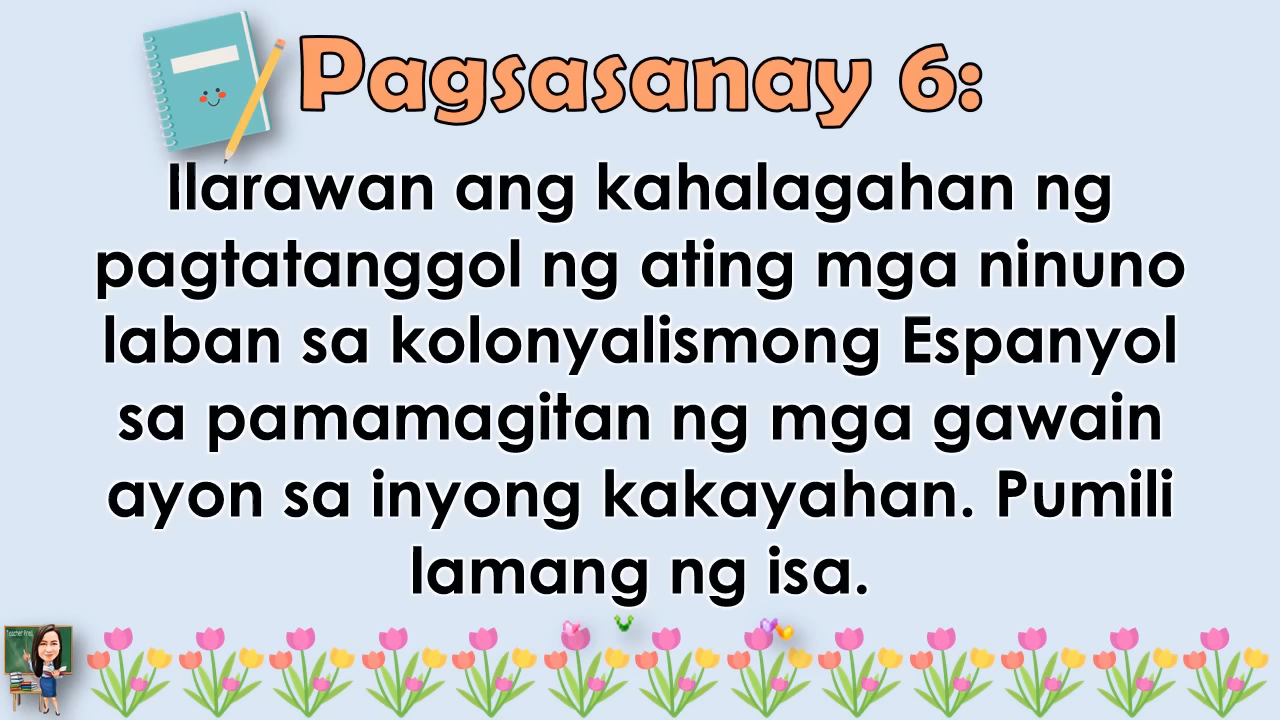 Pagsasanay 6:
Ilarawan ang kahalagahan ng
pagtatanggol ng ating mga ninuno
laban sa kolonyalismong Espanyol
sa pamamagitan ng mga gawain
ayon sa inyong kakayahan. Pumili
lamang ng isa.